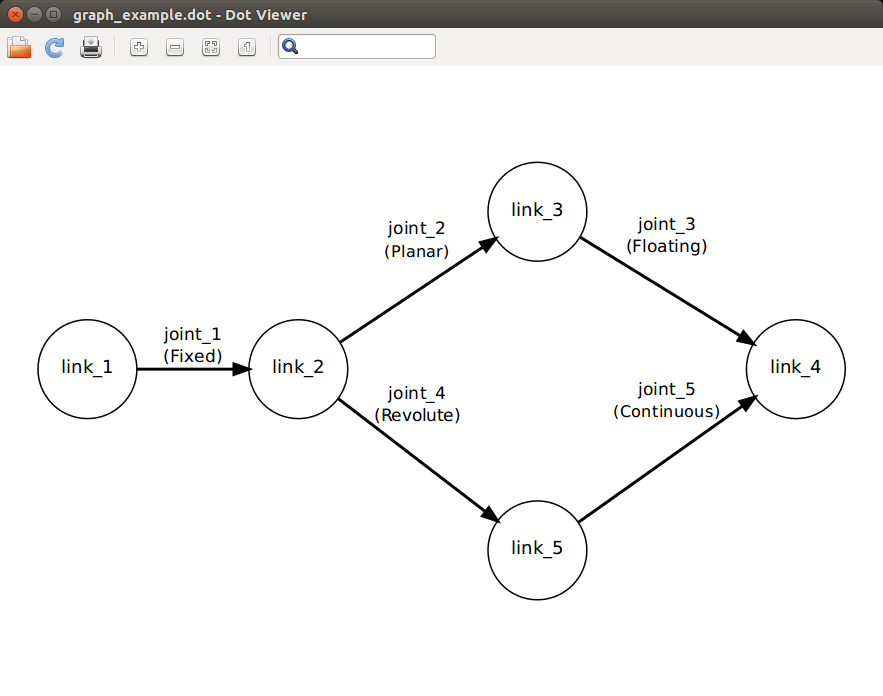 graph_example.dot - Dot Viewer
1
link_3
joint_2
(Planar)
joint_3
(Floating)
joint_1
(Fixed)
link_1
link_2
link_4
joint_4
(Revolute)
joint_5
(Continuous)
link_5